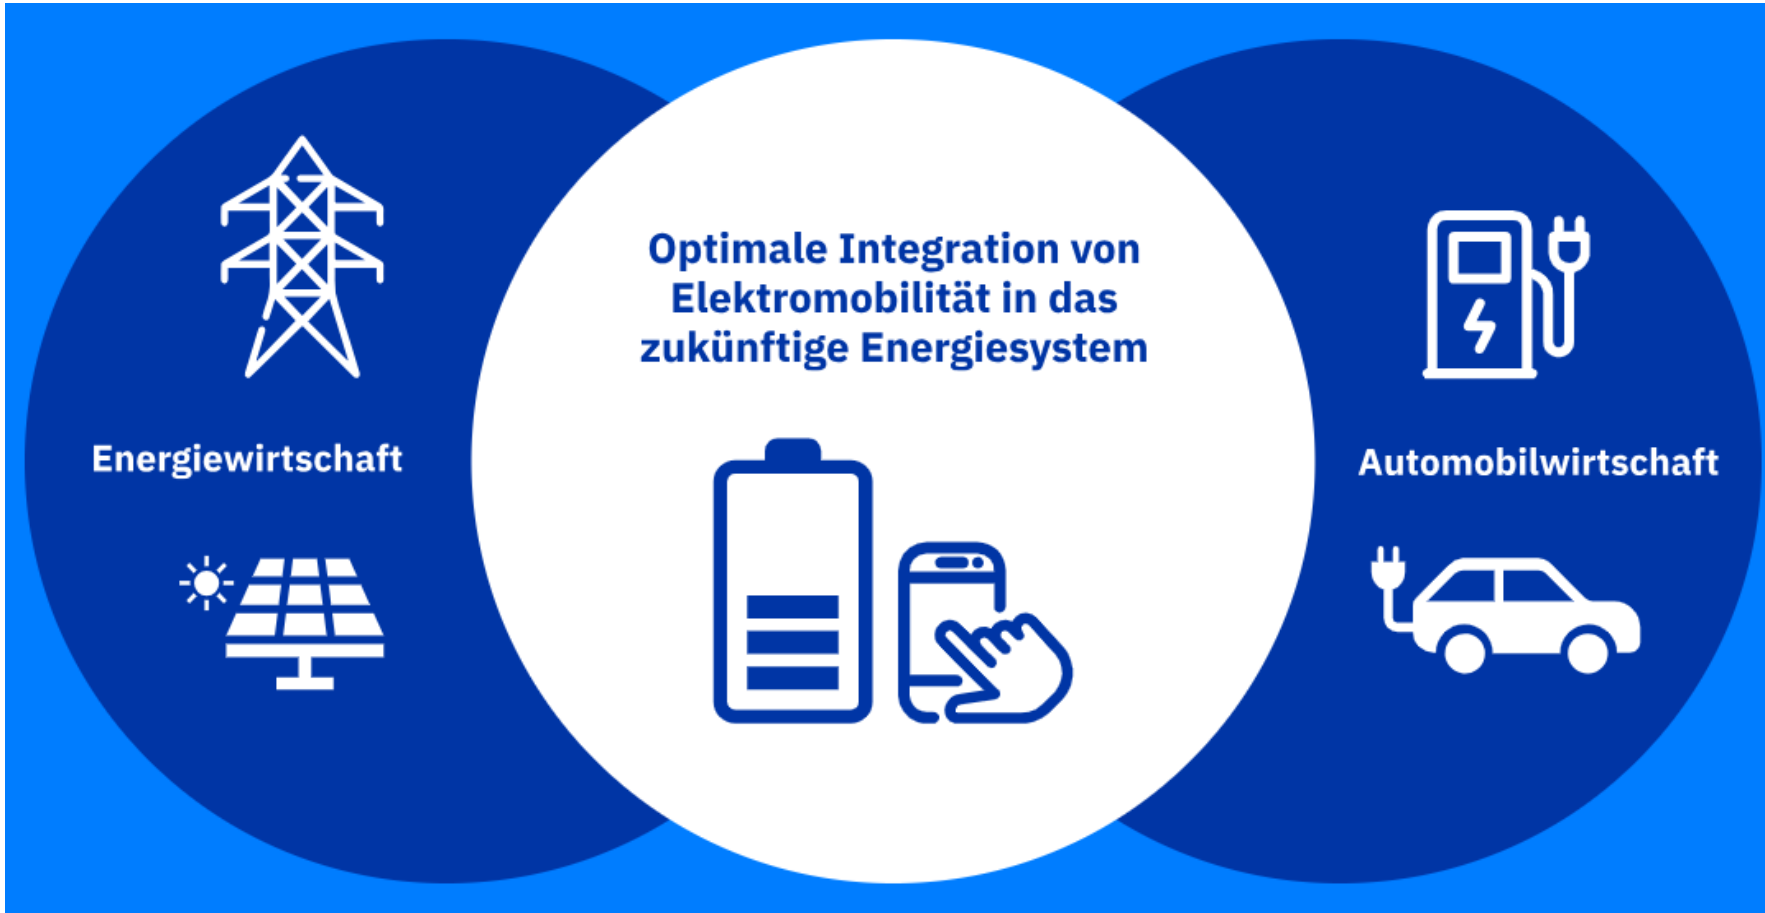 Optimale Integration von
Elektromobilität in das
zukünftige Energiesystem
Energiewirtschaft
Automobilwirtschaft